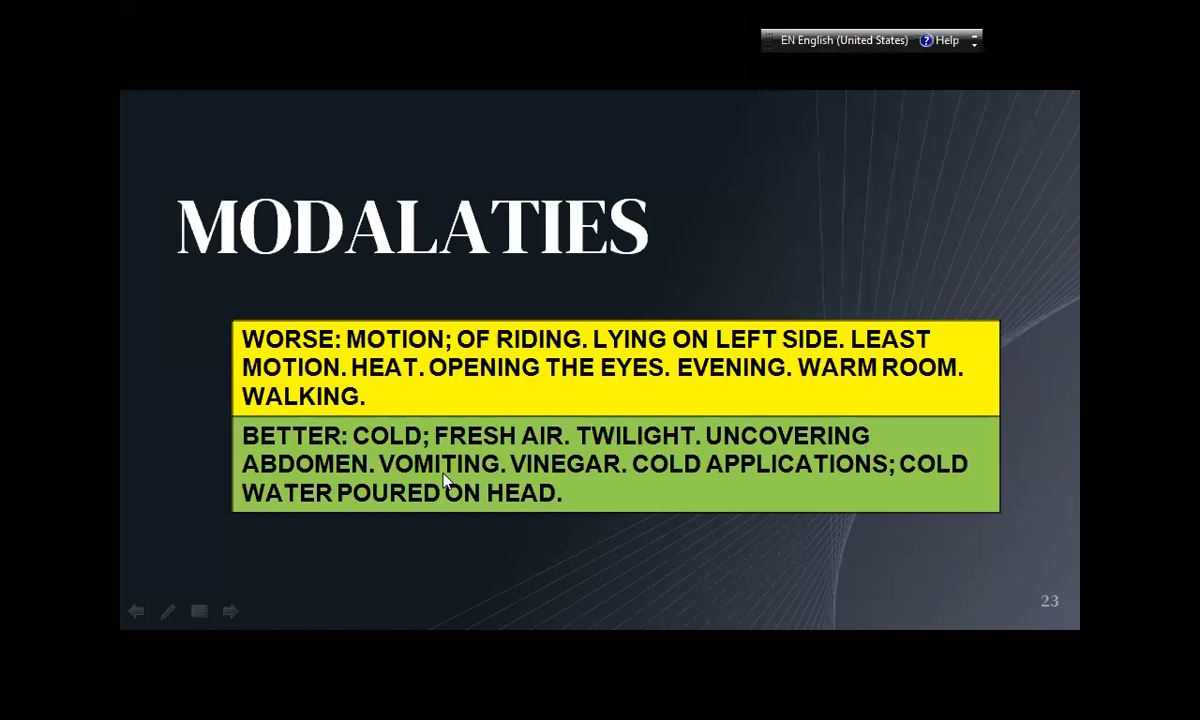 EN English (United States) Help
MODALATIES
WORSE: MOTION; OF RIDING. LYING ON LEFT SIDE. LEAST
MOTION. HEAT. OPENING THE EYES. EVENING. WARM ROOM.
WALKING.
BETTER: COLD; FRESH AIR. TWILIGHT. UNCOVERING
ABDOMEN. VOMITING. VINEGAR. COLD APPLICATIONS; COLD
WATER POURED ON HEAD.
23